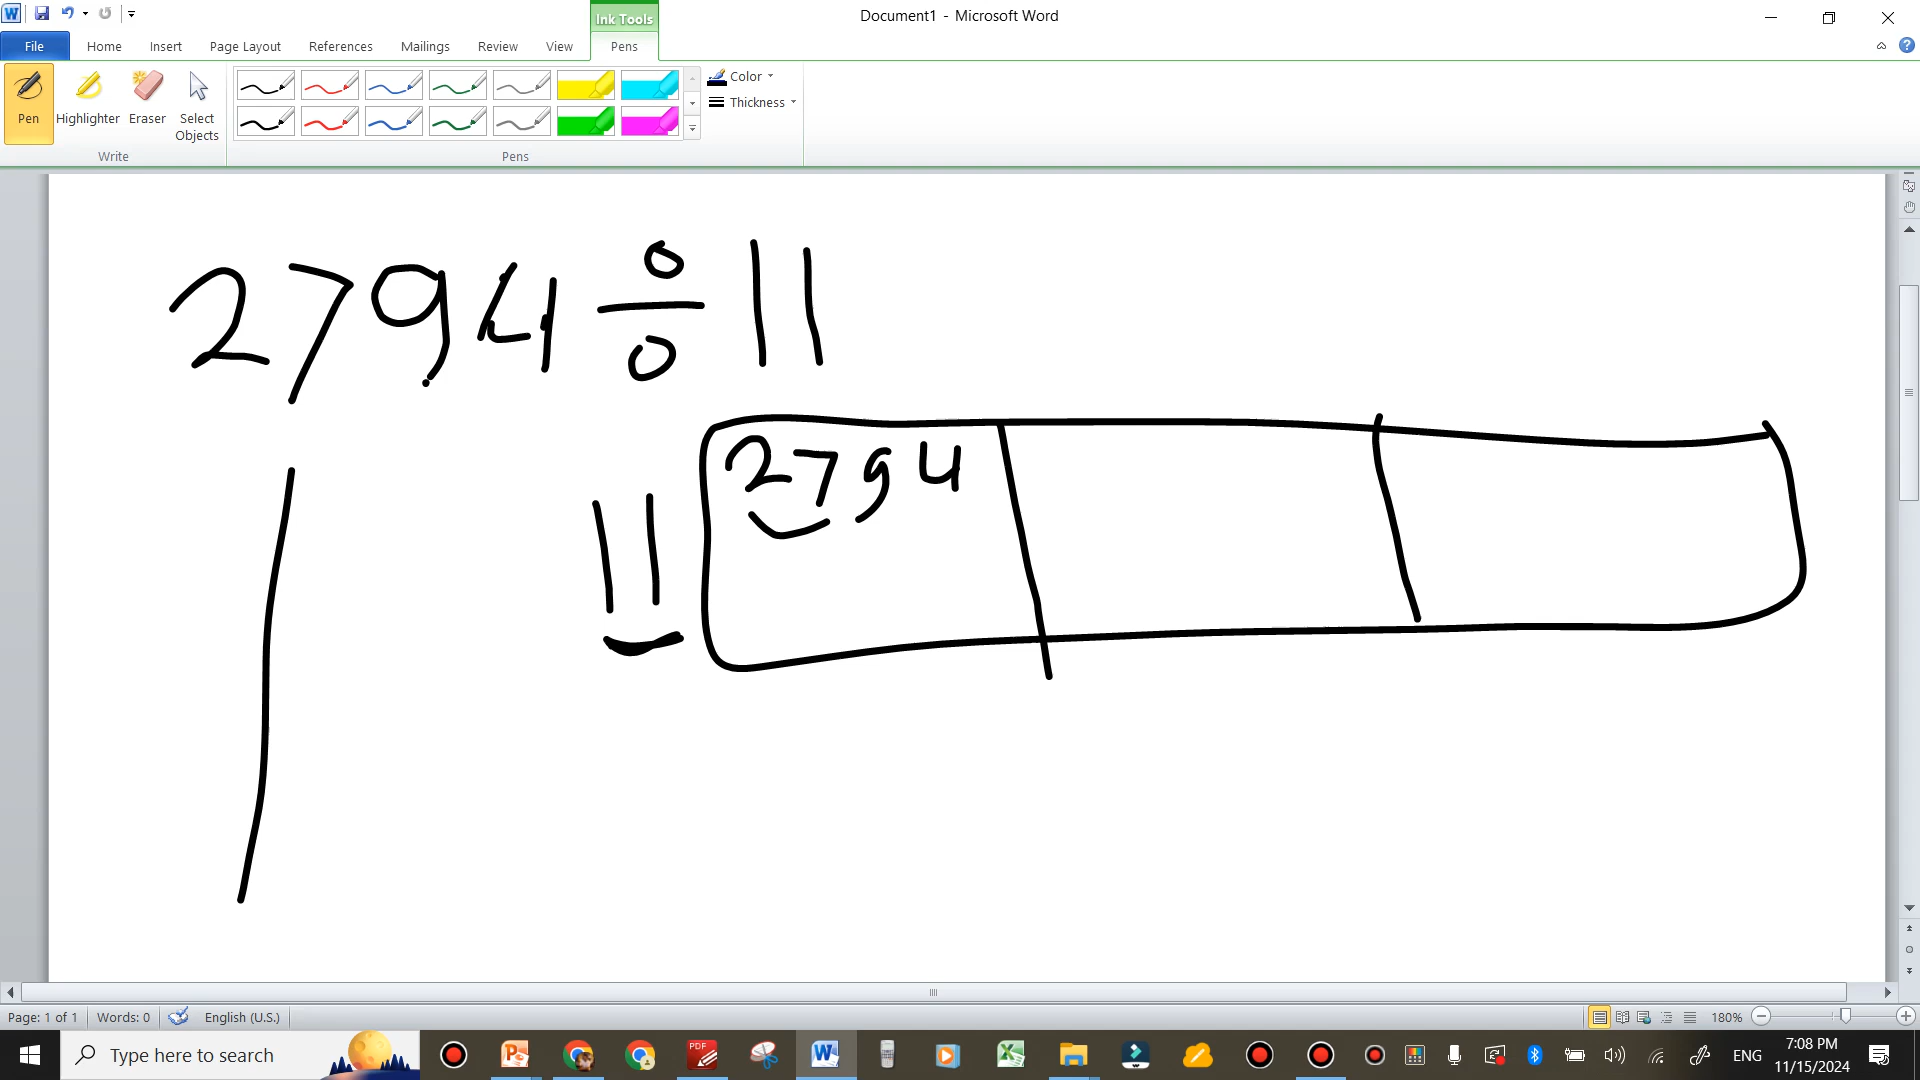 Document1 - Microsoft Word
Ink Tools
File Home Insert Page Layout References Mailings Review View Pens
Pen Highlighter Eraser Select Objects
Color
Thickness
Write Pens
2794 ÷ 11
11 2794
Page: 1 of 1 Words: 0 English (U.S.) 180%
Type here to search
PDF
ENG
7:08 PM
11/15/2024